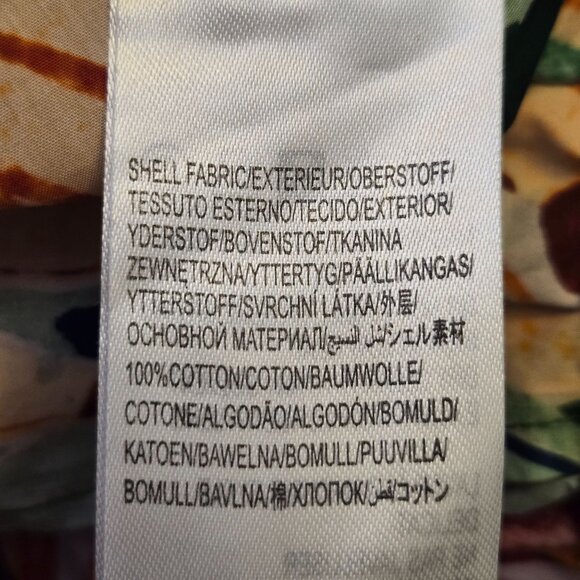 SHELL FABRIC/EXTERIEUR/OBERSTOFF/
TESSUTO ESTERNO/TECIDO/EXTERIOR/
YDERSTOF/BOVENSTOF/TKANINA
ZEWNĘTRZNA/YTTERTYG/PÄÄLLIKANGAS/
YTTERSTOFF/SVRCHNÍ LÁTKA/外层/
ОСНОВНОЙ МАТЕРИАЛ/شل النسيج/シェル素材
100%COTTON/COTON/BAUMWOLLE/
COTONE/ALGODÃO/ALGODÓN/BOMULD/
KATOEN/BAWELNA/BOMULL/PUUVILLA/
BOMULL/BAVLNA/棉/ХЛОПОК/قطن/コットン